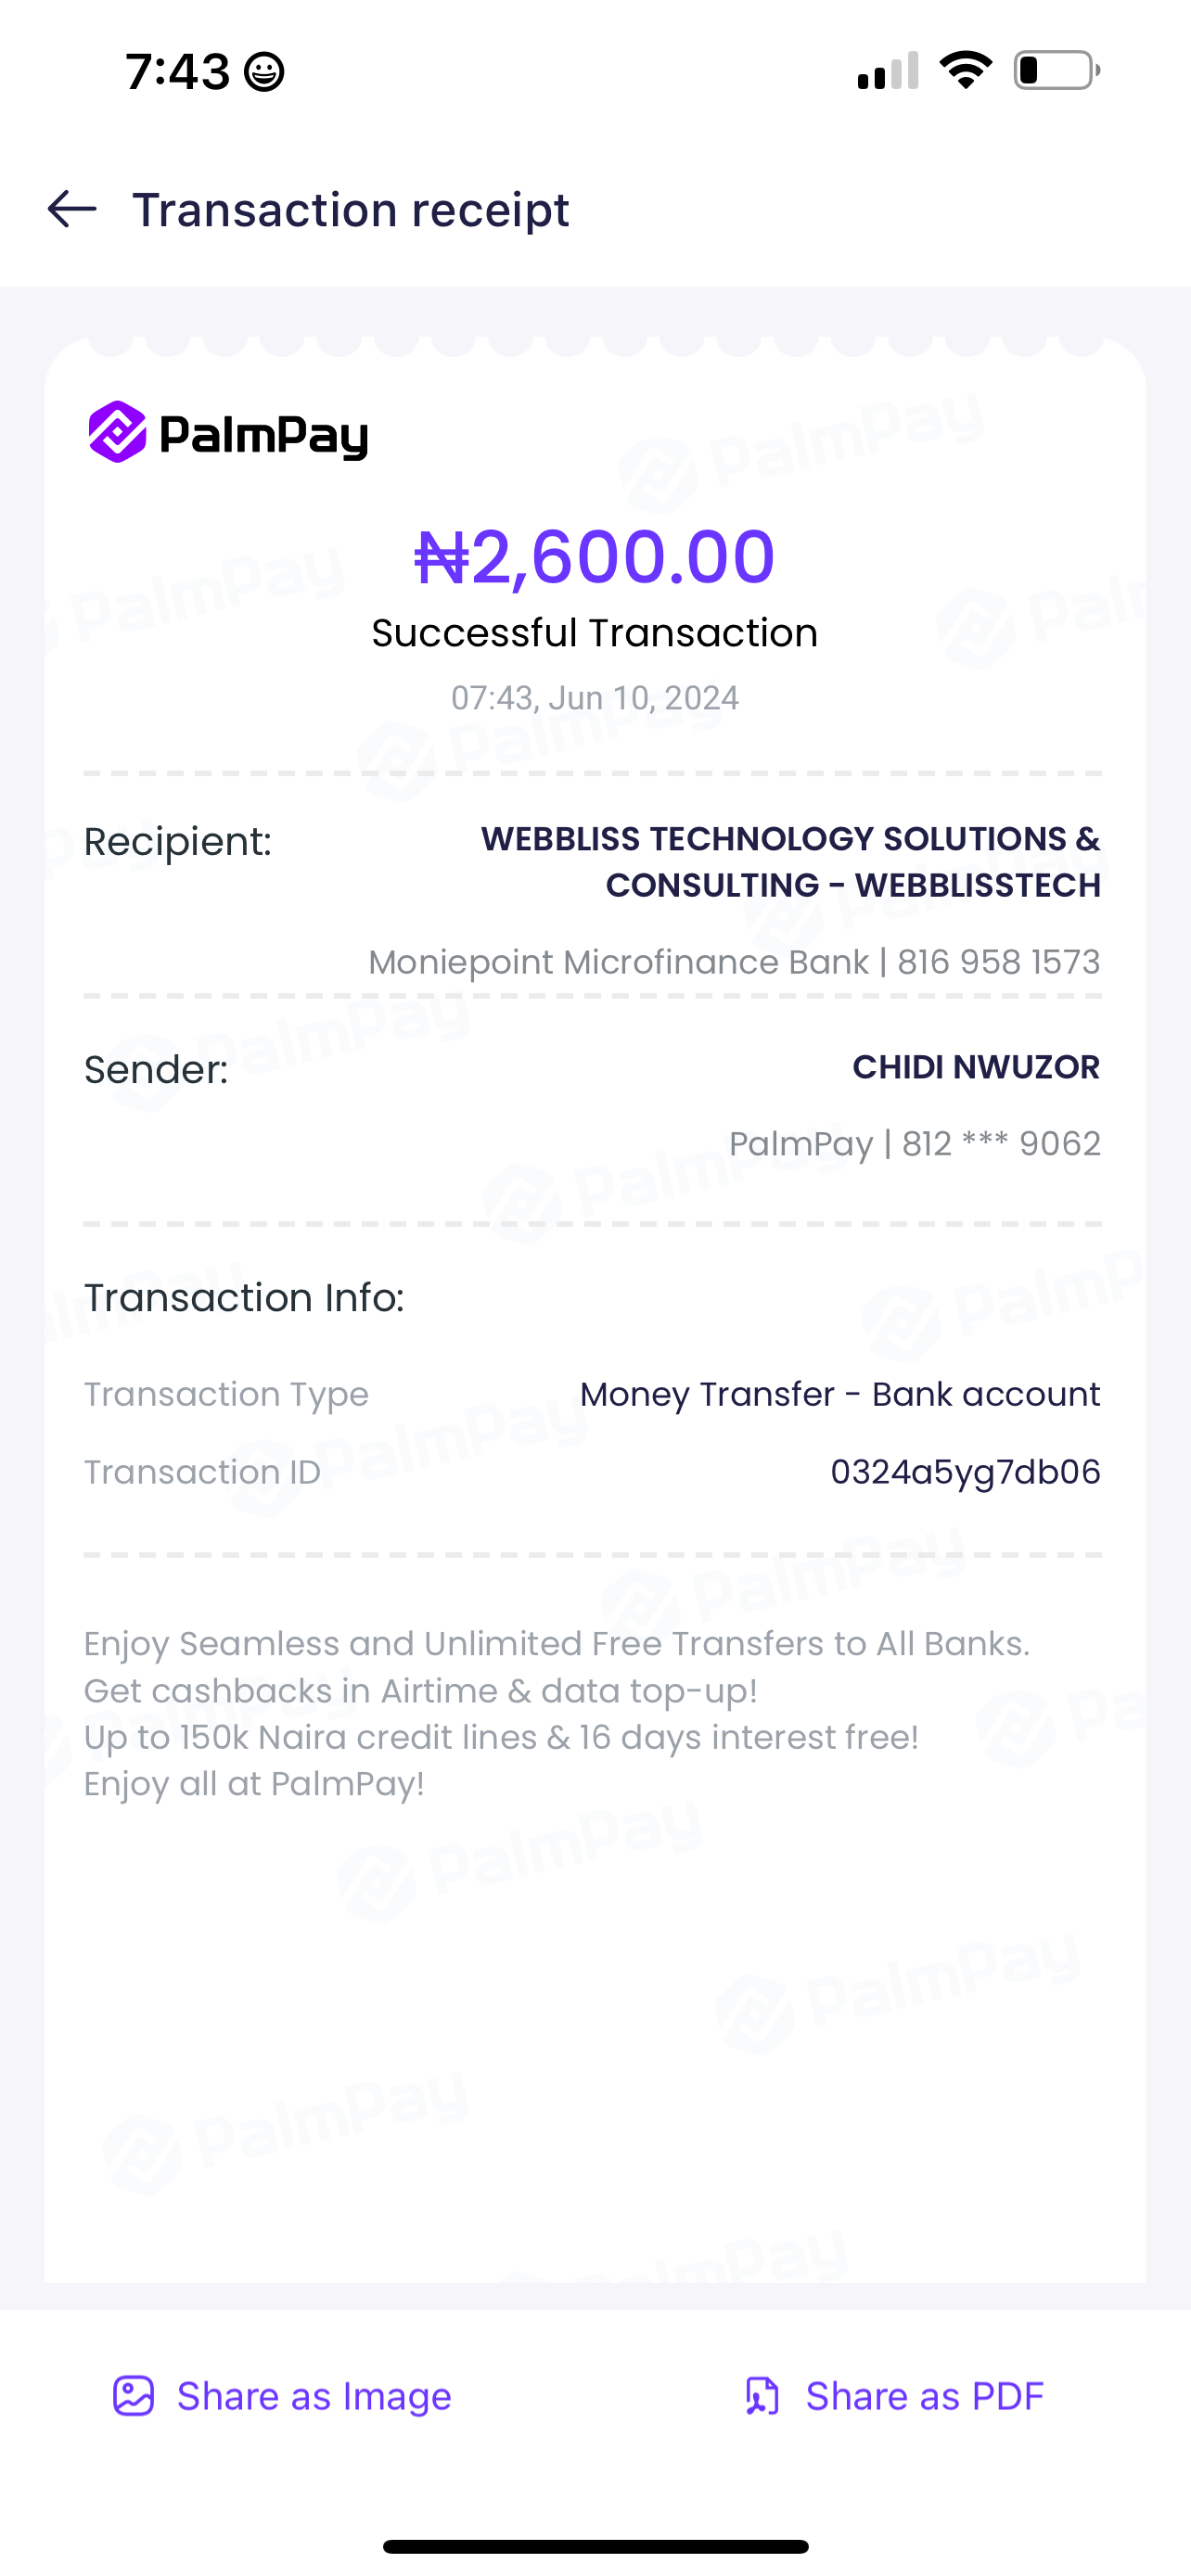 7:43
Transaction receipt
PalmPay
₦2,600.00
Successful Transaction
07:43, Jun 10, 2024
Recipient:
WEBBLISS TECHNOLOGY SOLUTIONS &
CONSULTING - WEBBLISSTECH
Moniepoint Microfinance Bank | 816 958 1573
Sender:
CHIDI NWUZOR
PalmPay | 812 *** 9062
Transaction Info:
Transaction Type Money Transfer - Bank account
Transaction ID 0324a5yg7db06
Enjoy Seamless and Unlimited Free Transfers to All Banks.
Get cashbacks in Airtime & data top-up!
Up to 150k Naira credit lines & 16 days interest free!
Enjoy all at PalmPay!
Share as Image Share as PDF